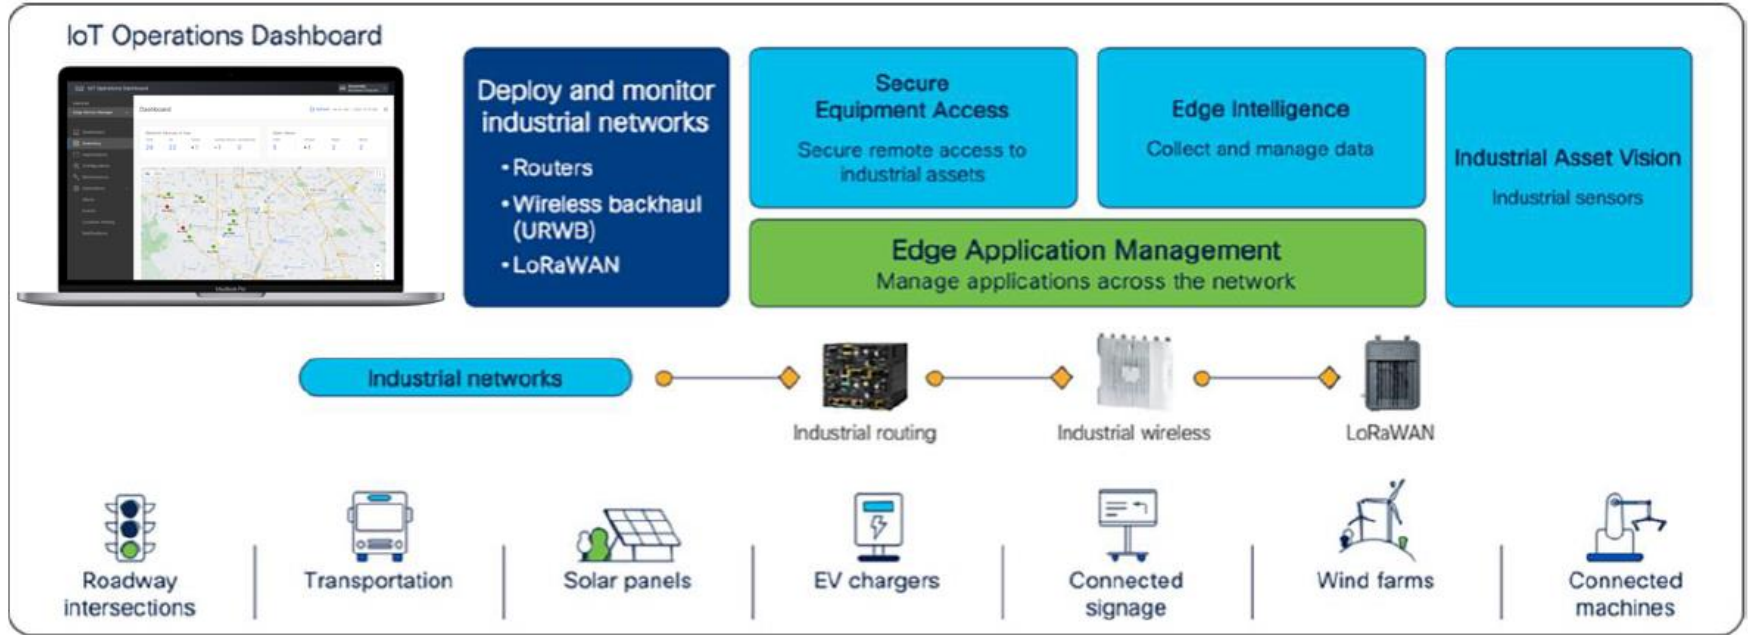 IoT Operations Dashboard
Dashboard
Deploy and monitor
industrial networks
• Routers
• Wireless backhaul
(URWB)
• LoRaWAN
Secure
Equipment Access
Secure remote access to
industrial assets
Edge Intelligence
Collect and manage data
Edge Application Management
Manage applications across the network
Industrial Asset Vision
Industrial sensors
Industrial networks
Industrial routing
Industrial wireless
LoRaWAN
Roadway
intersections
Transportation
Solar panels
EV chargers
Connected
signage
Wind farms
Connected
machines